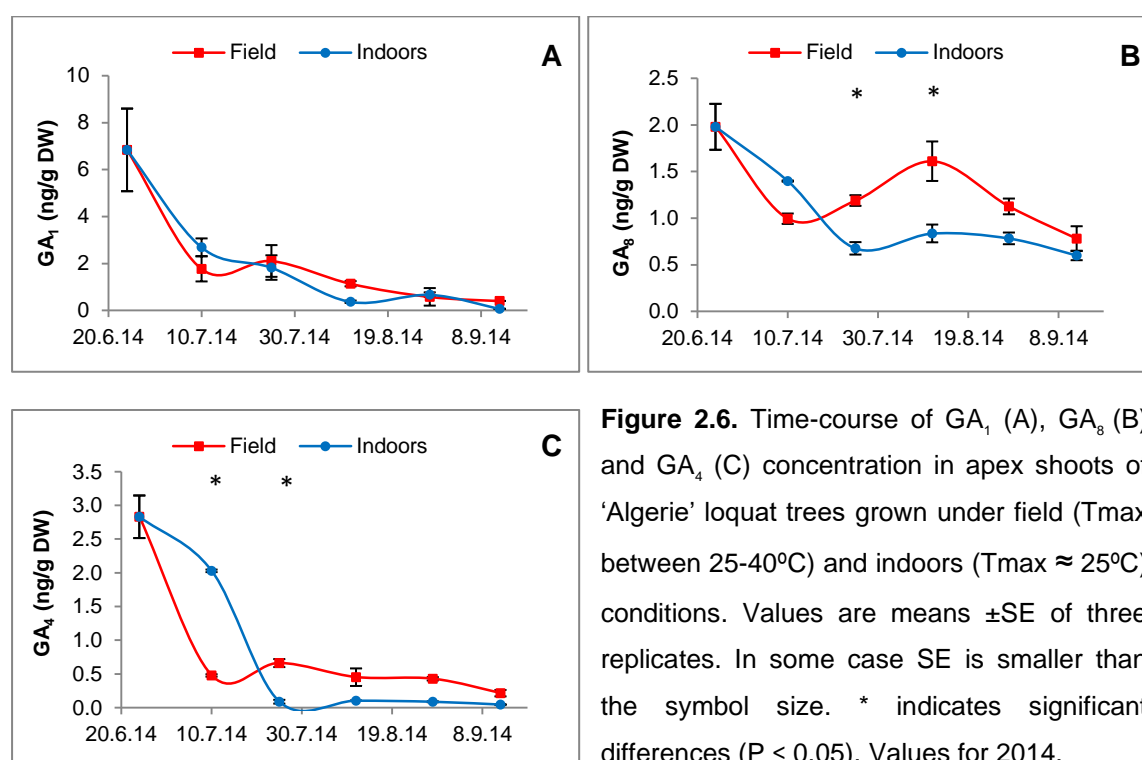 Field Indoors A
10
8
6
4
2
0
GA₁ (ng/g DW)
20.6.14 10.7.14 30.7.14 19.8.14 8.9.14
Field Indoors B
* *
2.5
2.0
1.5
1.0
0.5
0.0
GA₈ (ng/g DW)
20.6.14 10.7.14 30.7.14 19.8.14 8.9.14
Field Indoors C
* *
3.5
3.0
2.5
2.0
1.5
1.0
0.5
0.0
GA₄ (ng/g DW)
20.6.14 10.7.14 30.7.14 19.8.14 8.9.14
Figure 2.6. Time-course of GA₁ (A), GA₈ (B)
and GA₄ (C) concentration in apex shoots of
‘Algerie’ loquat trees grown under field (Tmax
between 25-40ºC) and indoors (Tmax ≈ 25ºC)
conditions. Values are means ±SE of three
replicates. In some case SE is smaller than
the symbol size. * indicates significant
differences (P < 0.05). Values for 2014.